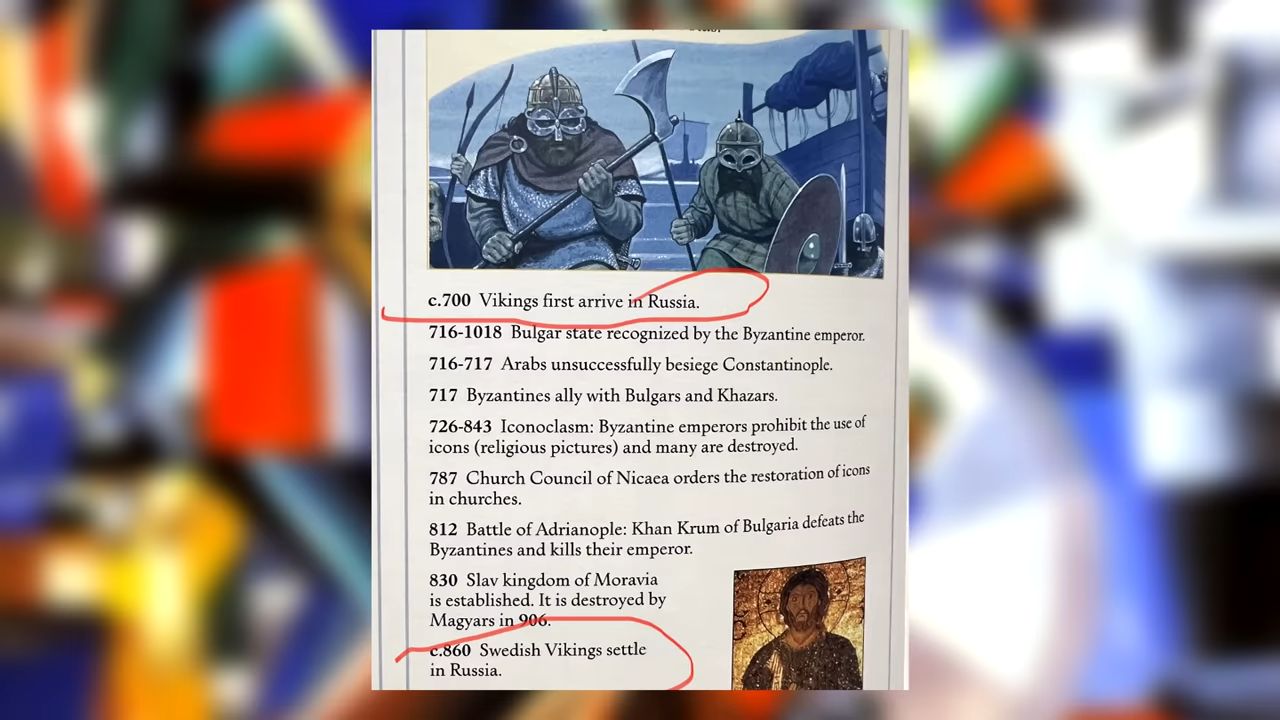 c.700 Vikings first arrive in Russia.
716-1018 Bulgar state recognized by the Byzantine emperor.
716-717 Arabs unsuccessfully besiege Constantinople.
717 Byzantines ally with Bulgars and Khazars.
726-843 Iconoclasm: Byzantine emperors prohibit the use of
icons (religious pictures) and many are destroyed.
787 Church Council of Nicaea orders the restoration of icons
in churches.
812 Battle of Adrianople: Khan Krum of Bulgaria defeats the
Byzantines and kills their emperor.
830 Slav kingdom of Moravia
is established. It is destroyed by
Magyars in 906.
c.860 Swedish Vikings settle
in Russia.